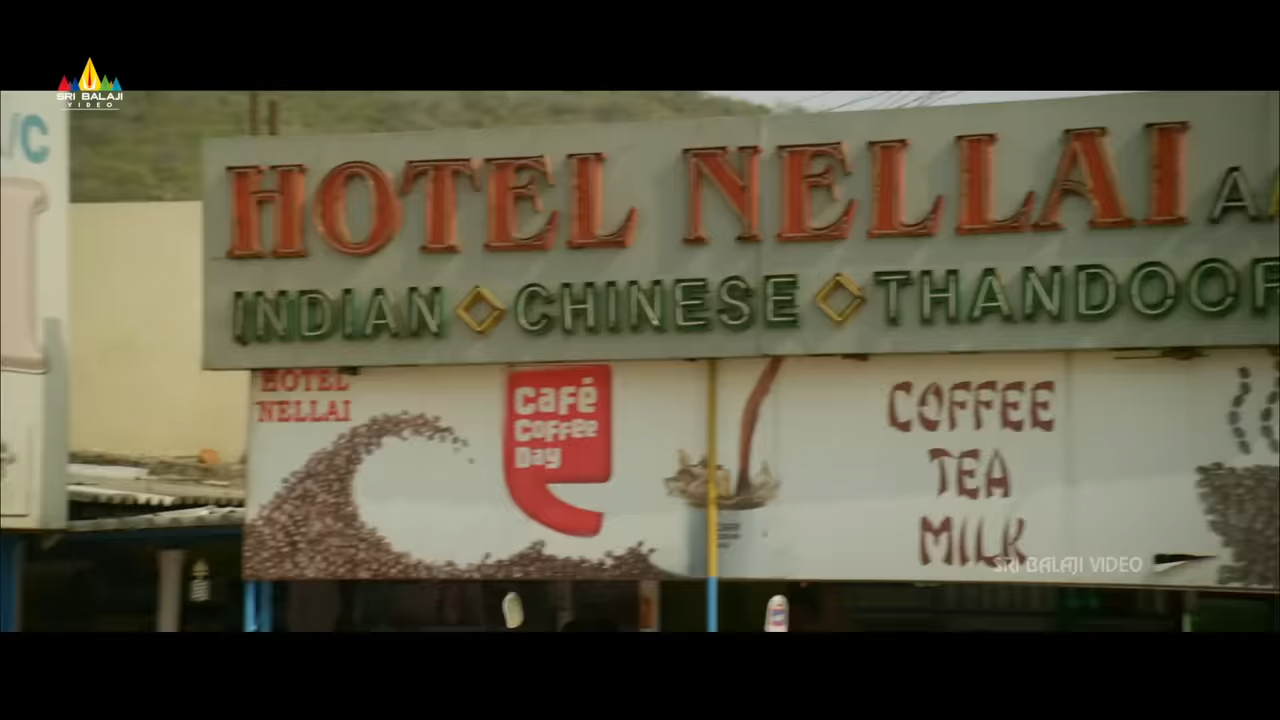 SRI BALAJI
VIDEO
/C
HOTEL NELLAI
INDIAN CHINESE THANDOOR
HOTEL
NELLAI
Café
Coffee
Day
COFFEE
TEA
MILK
SRI BALAJI VIDEO